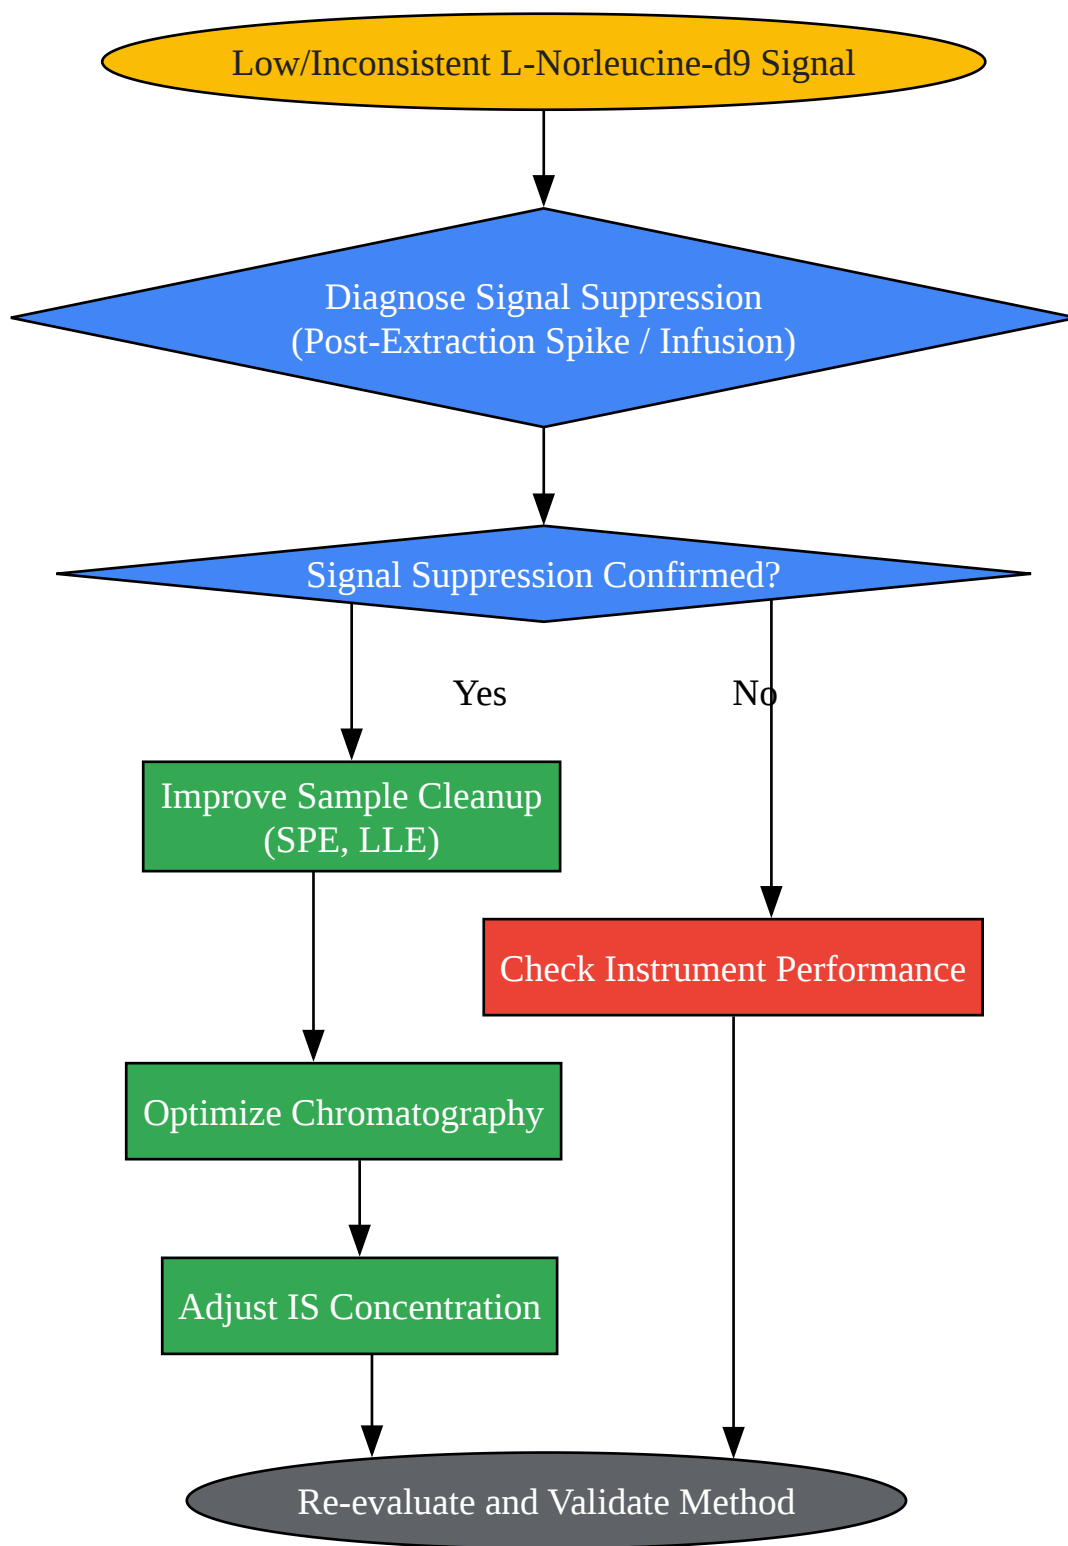 Low/Inconsistent L-Norleucine-d9 Signal
Diagnose Signal Suppression
(Post-Extraction Spike / Infusion)
Signal Suppression Confirmed?
Yes
No
Improve Sample Cleanup
(SPE, LLE)
Check Instrument Performance
Optimize Chromatography
Adjust IS Concentration
Re-evaluate and Validate Method